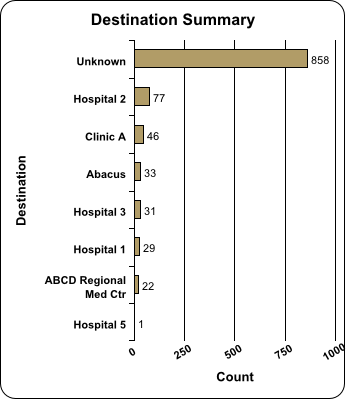 Destination Summary
Unknown 858
Hospital 2 77
Clinic A 46
Abacus 33
Hospital 3 31
Hospital 1 29
ABCD Regional
Med Ctr 22
Hospital 5 1
Destination
0 250 500 750 1000
Count